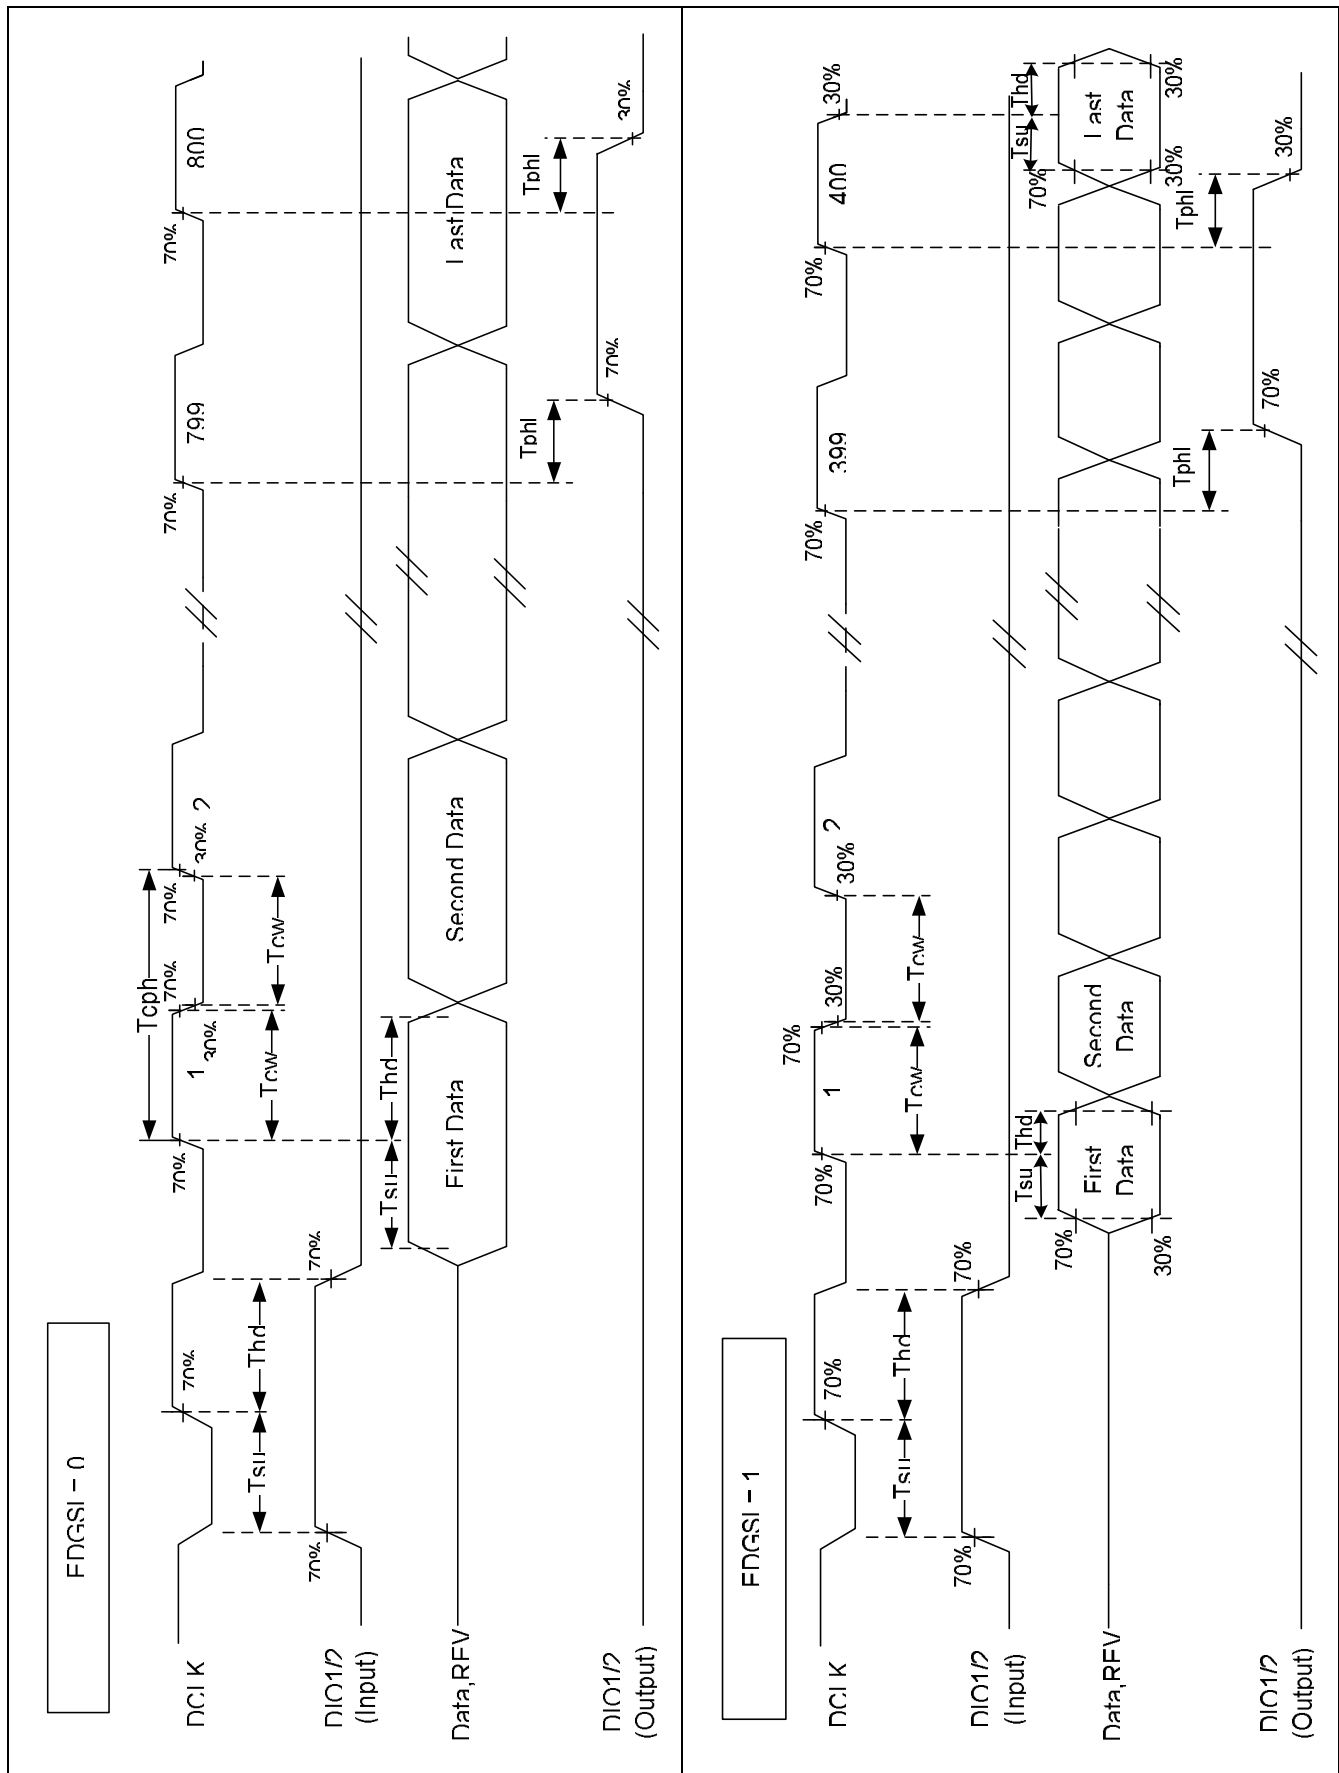 EDGSL = 0
Tcph
70% 70% 1 30% 70% 70% 30% 2 70% 799 70% 800
DCLK
Tsu Thd Tcw Tcw
70% 70%
DIO1/2
(Input)
Tsu Thd
Data,REV First Data Second Data Last Data
Tphl Tphl
70% 30%
DIO1/2
(Output)
EDGSL = 1
70% 70% 70% 70% 30%
DCLK 70% 1 30% 30% 2 399 400
Tsu Thd Tcw Tcw
70% 70%
DIO1/2
(Input)
Tsu Thd Tsu Thd
70% 70%
Data,REV
First
Data
Second
Data
Last
Data
30% 30% 30%
Tphl Tphl
70% 30%
DIO1/2
(Output)